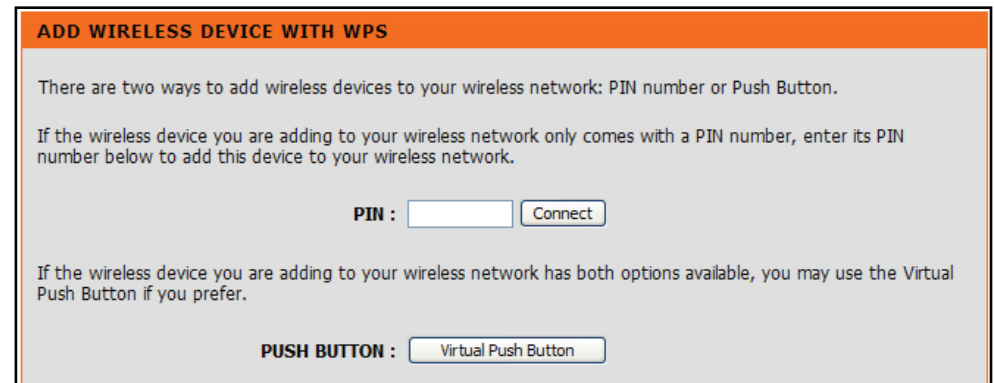 ADD WIRELESS DEVICE WITH WPS
There are two ways to add wireless devices to your wireless network: PIN number or Push Button.
If the wireless device you are adding to your wireless network only comes with a PIN number, enter its PIN
number below to add this device to your wireless network.
PIN : Connect
If the wireless device you are adding to your wireless network has both options available, you may use the Virtual
Push Button if you prefer.
PUSH BUTTON : Virtual Push Button